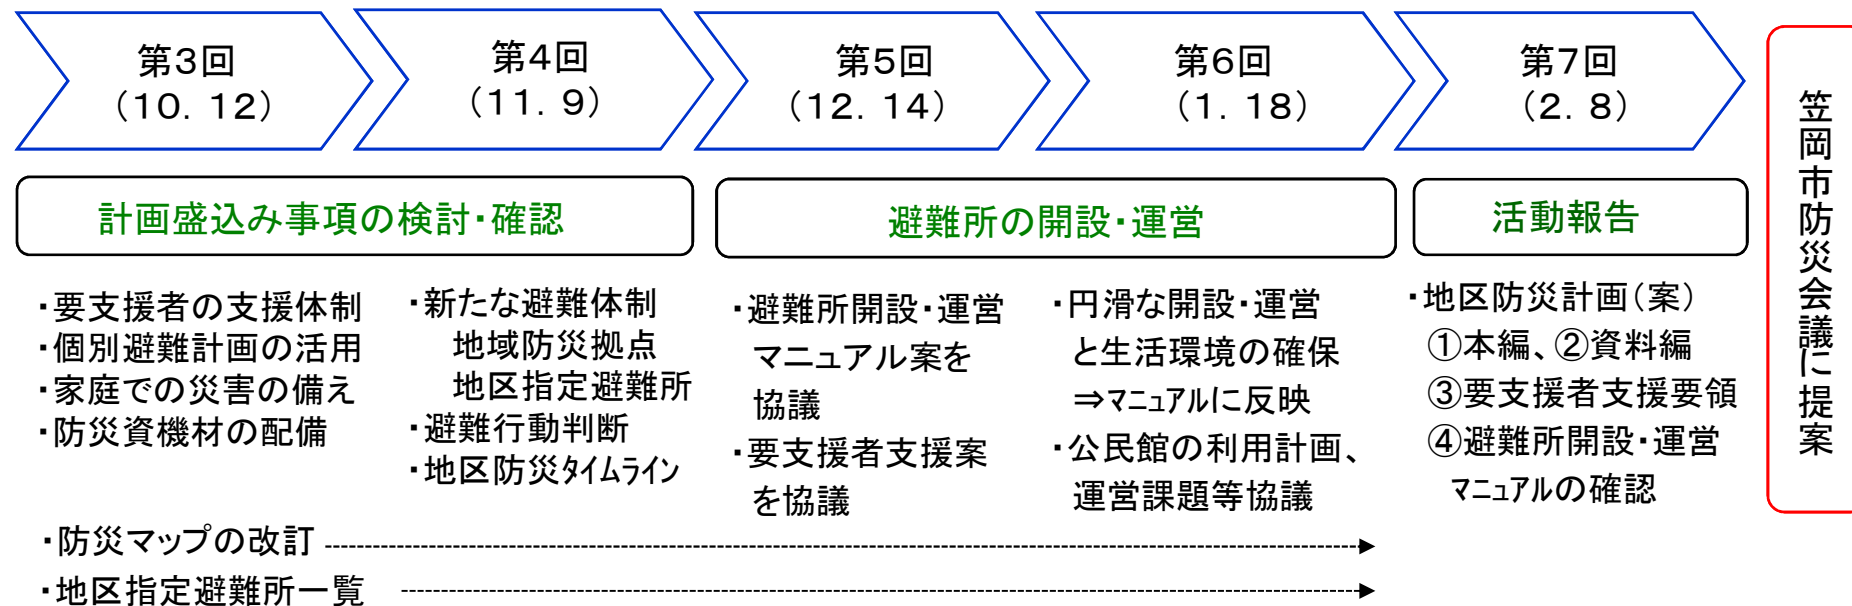 第3回
（10．12）
第4回
（11．9）
第5回
（12．14）
第6回
（1．18）
第7回
（2．8）
計画盛込み事項の検討・確認
避難所の開設・運営
活動報告
・要支援者の支援体制
・個別避難計画の活用
・家庭での災害の備え
・防災資機材の配備
・新たな避難体制
地域防災拠点
地区指定避難所
・避難行動判断
・地区防災タイムライン
・避難所開設・運営
マニュアル案を
協議
・要支援者支援案
を協議
・円滑な開設・運営
と生活環境の確保
⇒マニュアルに反映
・公民館の利用計画、
運営課題等協議
・地区防災計画（案）
①本編、②資料編
③要支援者支援要領
④避難所開設・運営
マニュアルの確認
・防災マップの改訂
・地区指定避難所一覧
笠岡市防災会議に提案